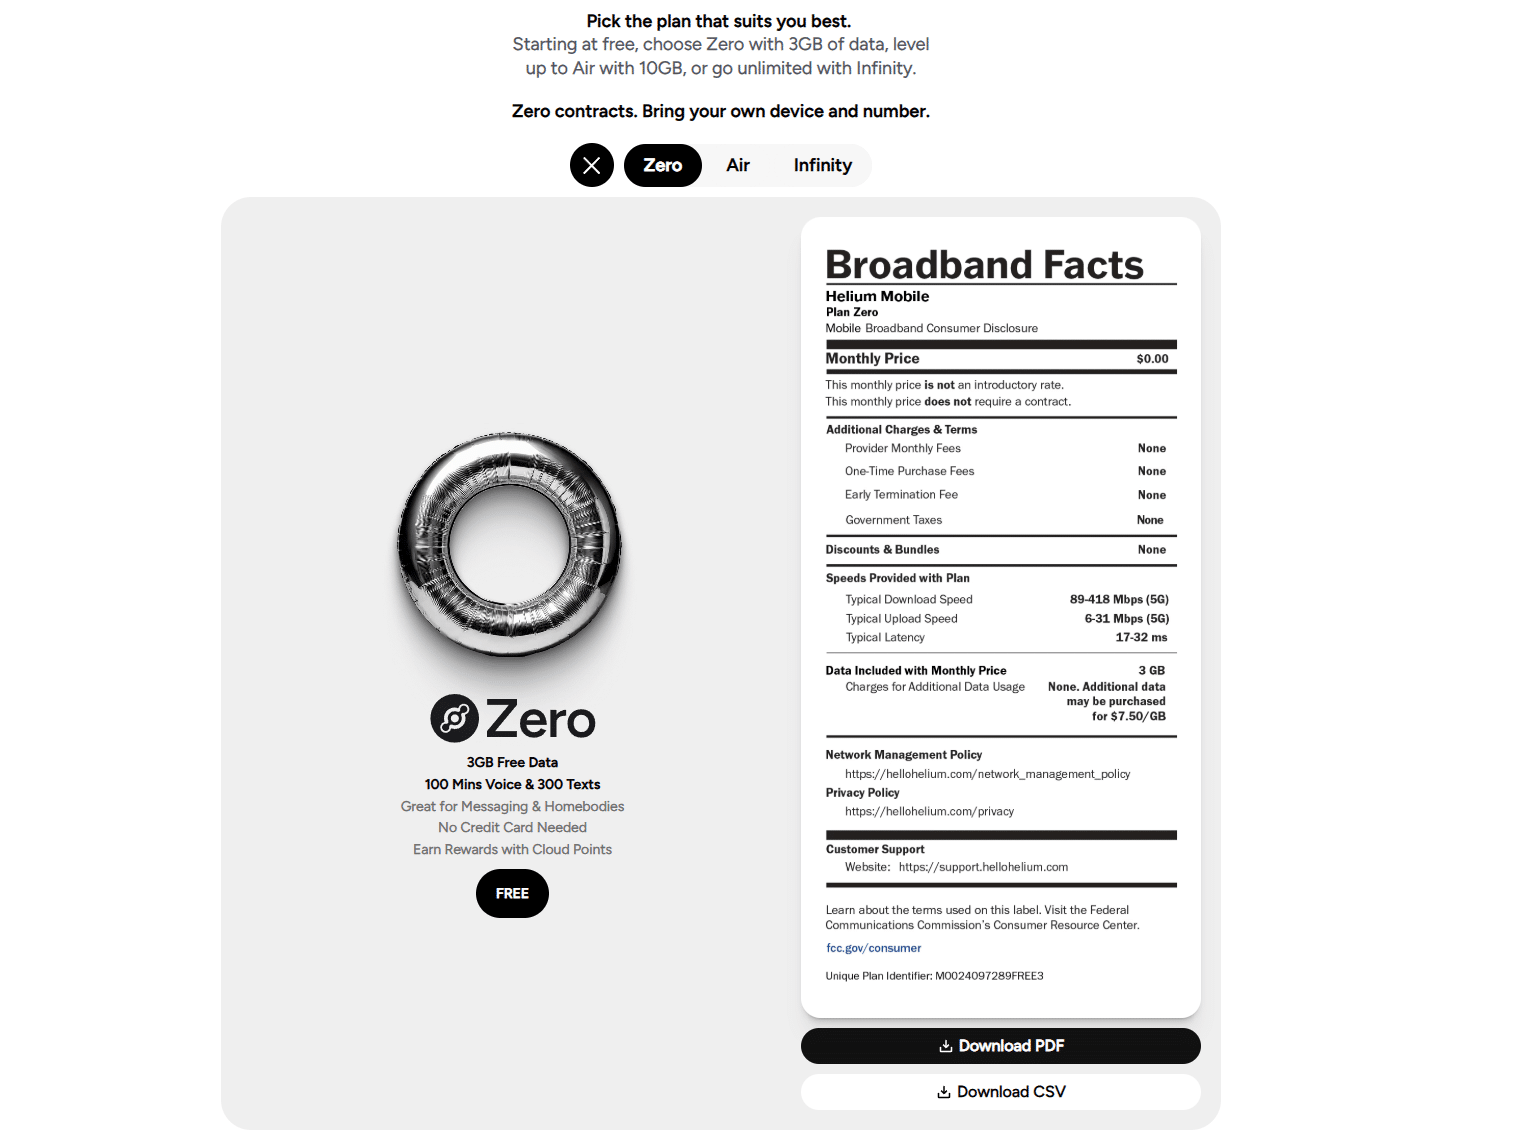 Pick the plan that suits you best.
Starting at free, choose Zero with 3GB of data, level
up to Air with 10GB, or go unlimited with Infinity.
Zero contracts. Bring your own device and number.
Zero Air Infinity
Zero
3GB Free Data
100 Mins Voice & 300 Texts
Great for Messaging & Homebodies
No Credit Card Needed
Earn Rewards with Cloud Points
FREE
Broadband Facts
Helium Mobile
Plan Zero
Mobile Broadband Consumer Disclosure
Monthly Price $0.00
This monthly price is not an introductory rate.
This monthly price does not require a contract.
Additional Charges & Terms
Provider Monthly Fees None
One-Time Purchase Fees None
Early Termination Fee None
Government Taxes None
Discounts & Bundles None
Speeds Provided with Plan
Typical Download Speed 89-418 Mbps (5G)
Typical Upload Speed 6-31 Mbps (5G)
Typical Latency 17-32 ms
Data Included with Monthly Price 3 GB
Charges for Additional Data Usage None. Additional data
may be purchased
for $7.50/GB
Network Management Policy
https://hellohelium.com/network_management_policy
Privacy Policy
https://hellohelium.com/privacy
Customer Support
Website: https://support.hellohelium.com
Learn about the terms used on this label. Visit the Federal
Communications Commission's Consumer Resource Center.
fcc.gov/consumer
Unique Plan Identifier: M0024097289FREE3
Download PDF
Download CSV